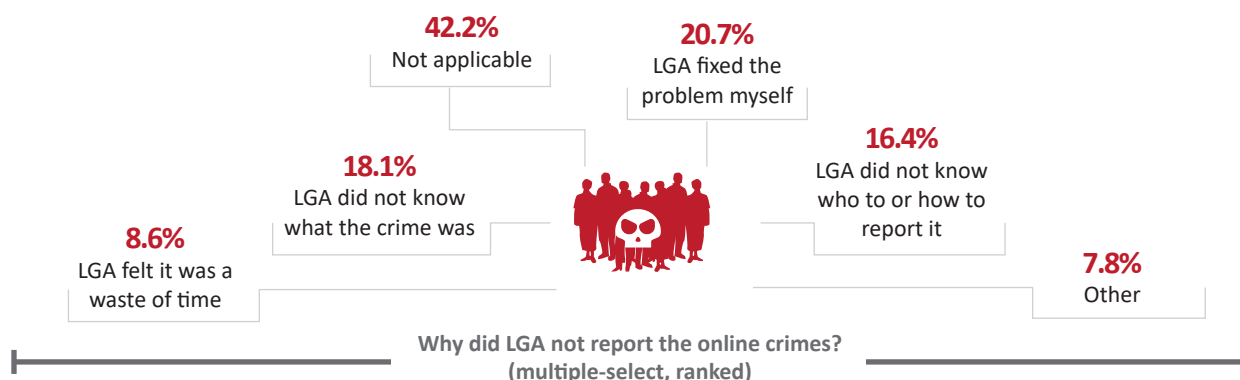 42.2%
Not applicable
20.7%
LGA fixed the
problem myself
18.1%
LGA did not know
what the crime was
16.4%
LGA did not know
who to or how to
report it
8.6%
LGA felt it was a
waste of time
7.8%
Other
Why did LGA not report the online crimes?
(multiple-select, ranked)